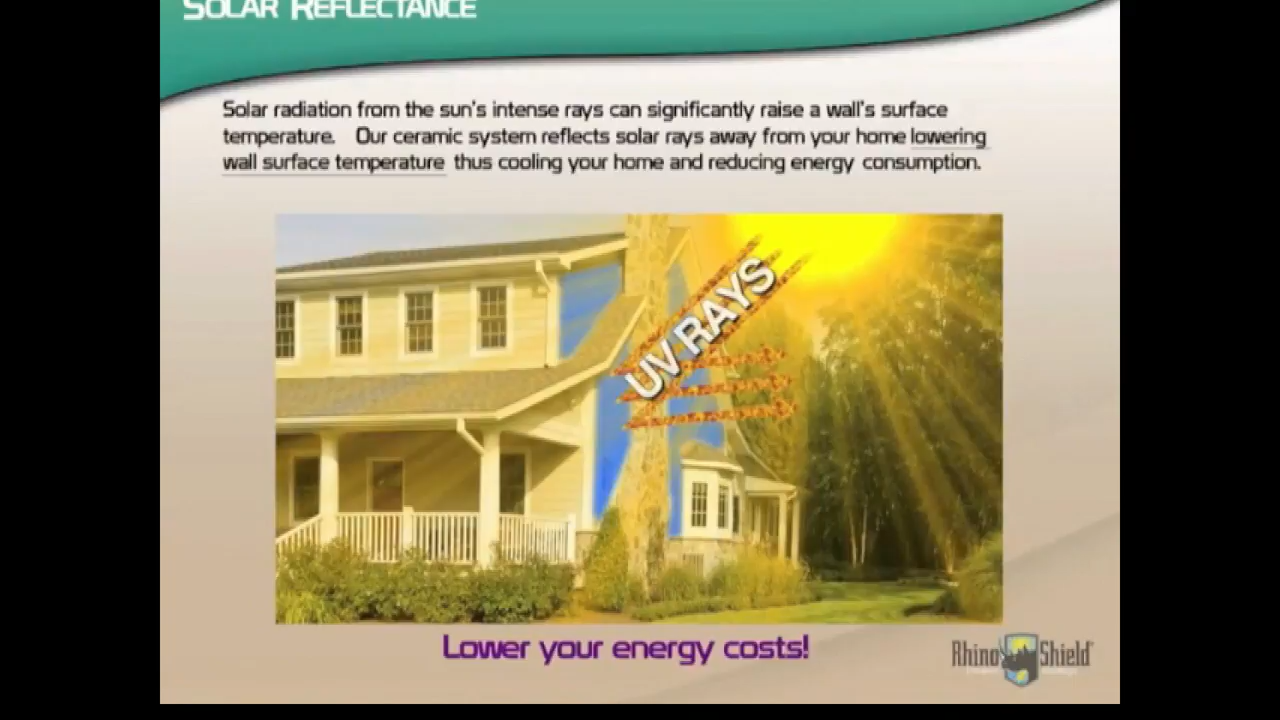 SOLAR REFLECTANCE
Solar radiation from the sun's intense rays can significantly raise a wall's surface
temperature. Our ceramic system reflects solar rays away from your home lowering
wall surface temperature thus cooling your home and reducing energy consumption.
UV RAYS
Lower your energy costs!
Rhino Shield